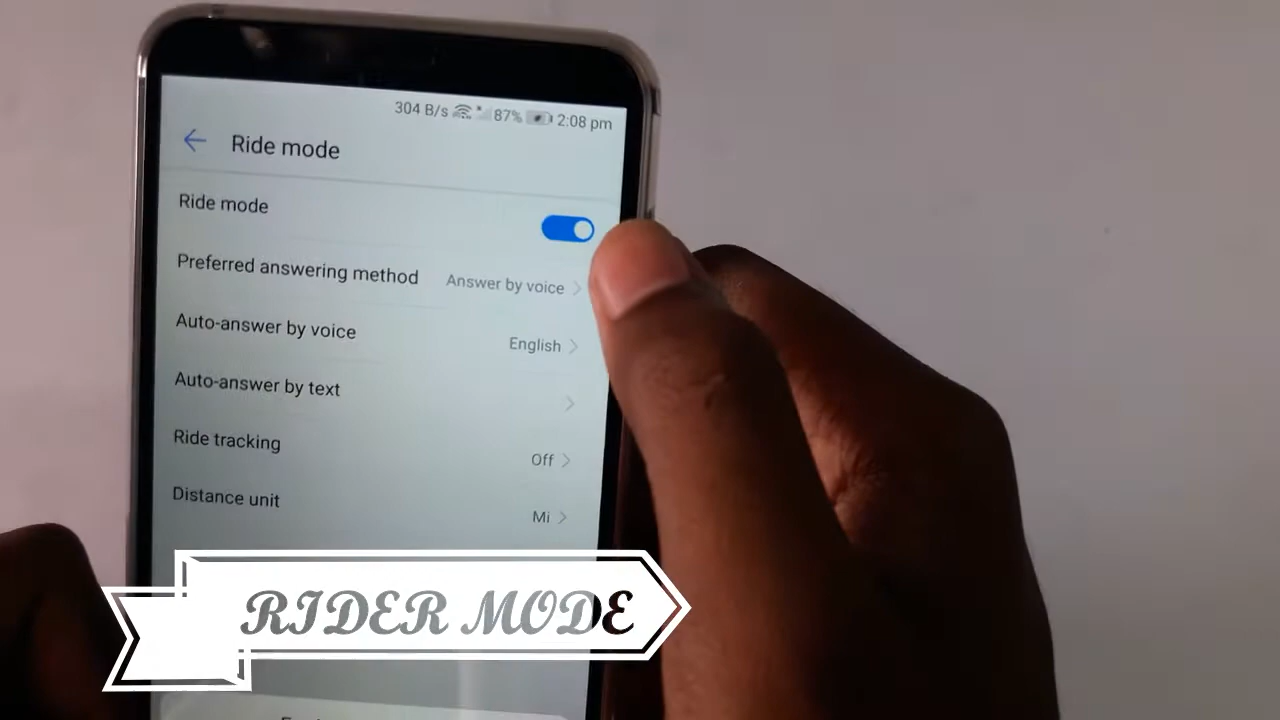 304 B/s 87% 2:08 pm
Ride mode
Ride mode
Preferred answering method Answer by voice
Auto-answer by voice English
Auto-answer by text
Ride tracking Off
Distance unit Mi
RIDER MODE